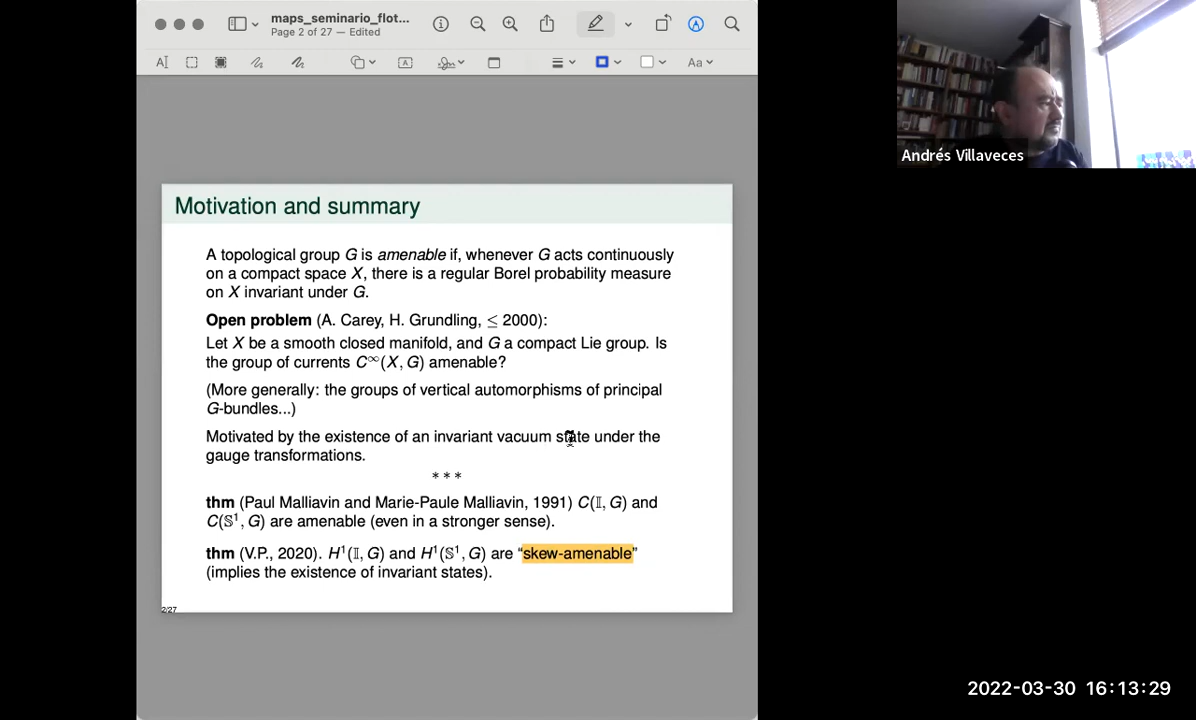 maps_seminario_flot...
Page 2 of 27 — Edited
Aa
Andrés Villaveces
Motivation and summary
A topological group G is amenable if, whenever G acts continuously
on a compact space X, there is a regular Borel probability measure
on X invariant under G.
Open problem (A. Carey, H. Grundling, ≤ 2000):
Let X be a smooth closed manifold, and G a compact Lie group. Is
the group of currents C∞(X, G) amenable?
(More generally: the groups of vertical automorphisms of principal
G-bundles...)
Motivated by the existence of an invariant vacuum state under the
gauge transformations.
* * *
thm (Paul Malliavin and Marie-Paule Malliavin, 1991) C(𝕀, G) and
C(𝕊¹, G) are amenable (even in a stronger sense).
thm (V.P., 2020). H¹(𝕀, G) and H¹(𝕊¹, G) are “skew-amenable”
(implies the existence of invariant states).
2/27
2022-03-30 16:13:29